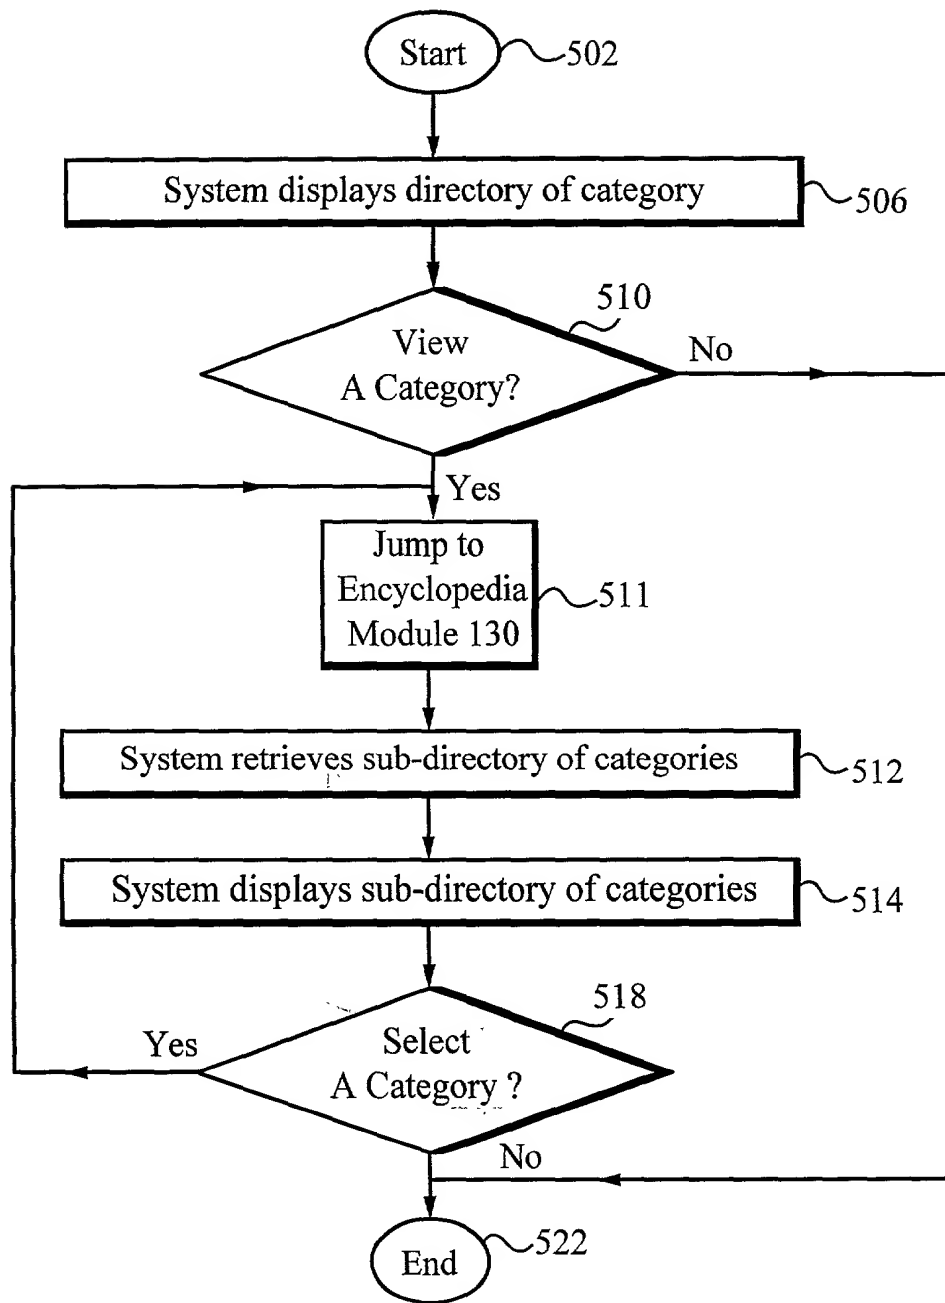 Start
502
System displays directory of category
506
510
View
A Category?
No
Yes
Jump to
Encyclopedia
Module 130
511
System retrieves sub-directory of categories
512
System displays sub-directory of categories
514
518
Select
A Category ?
Yes
No
End
522